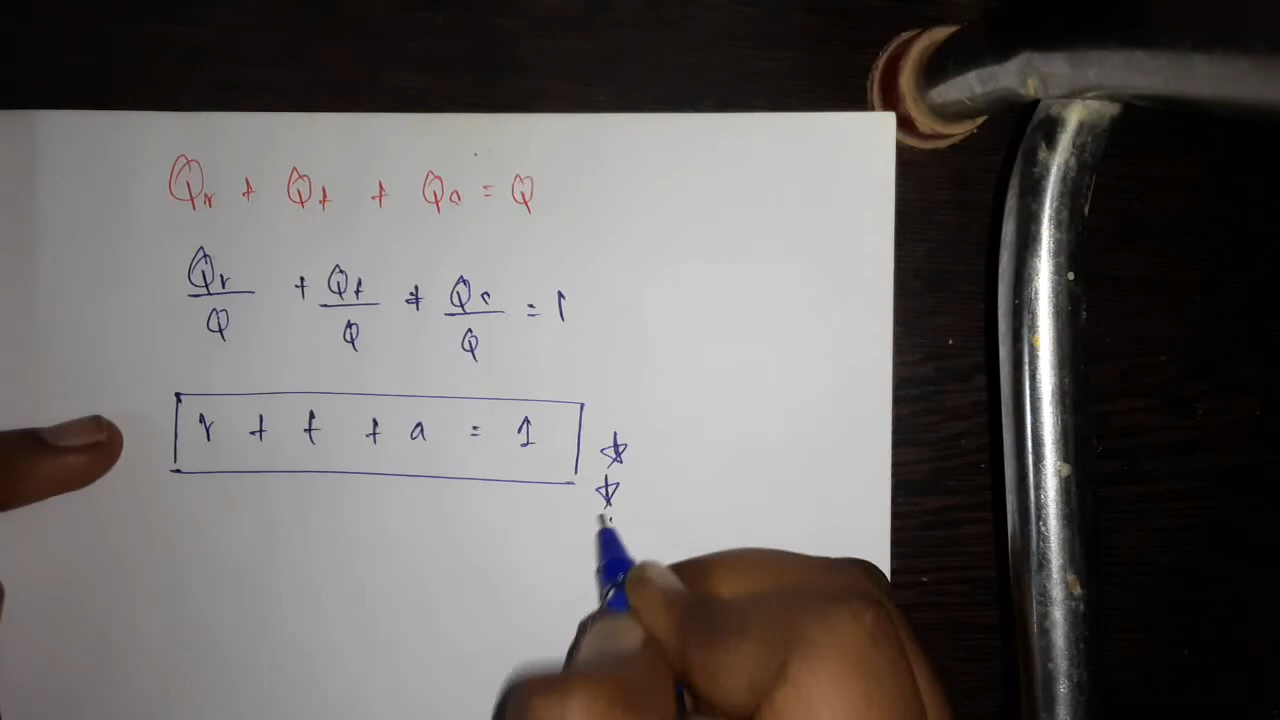 Qr + Qt + Qa = Q
Qr/Q + Qt/Q + Qa/Q = 1
r + t + a = 1